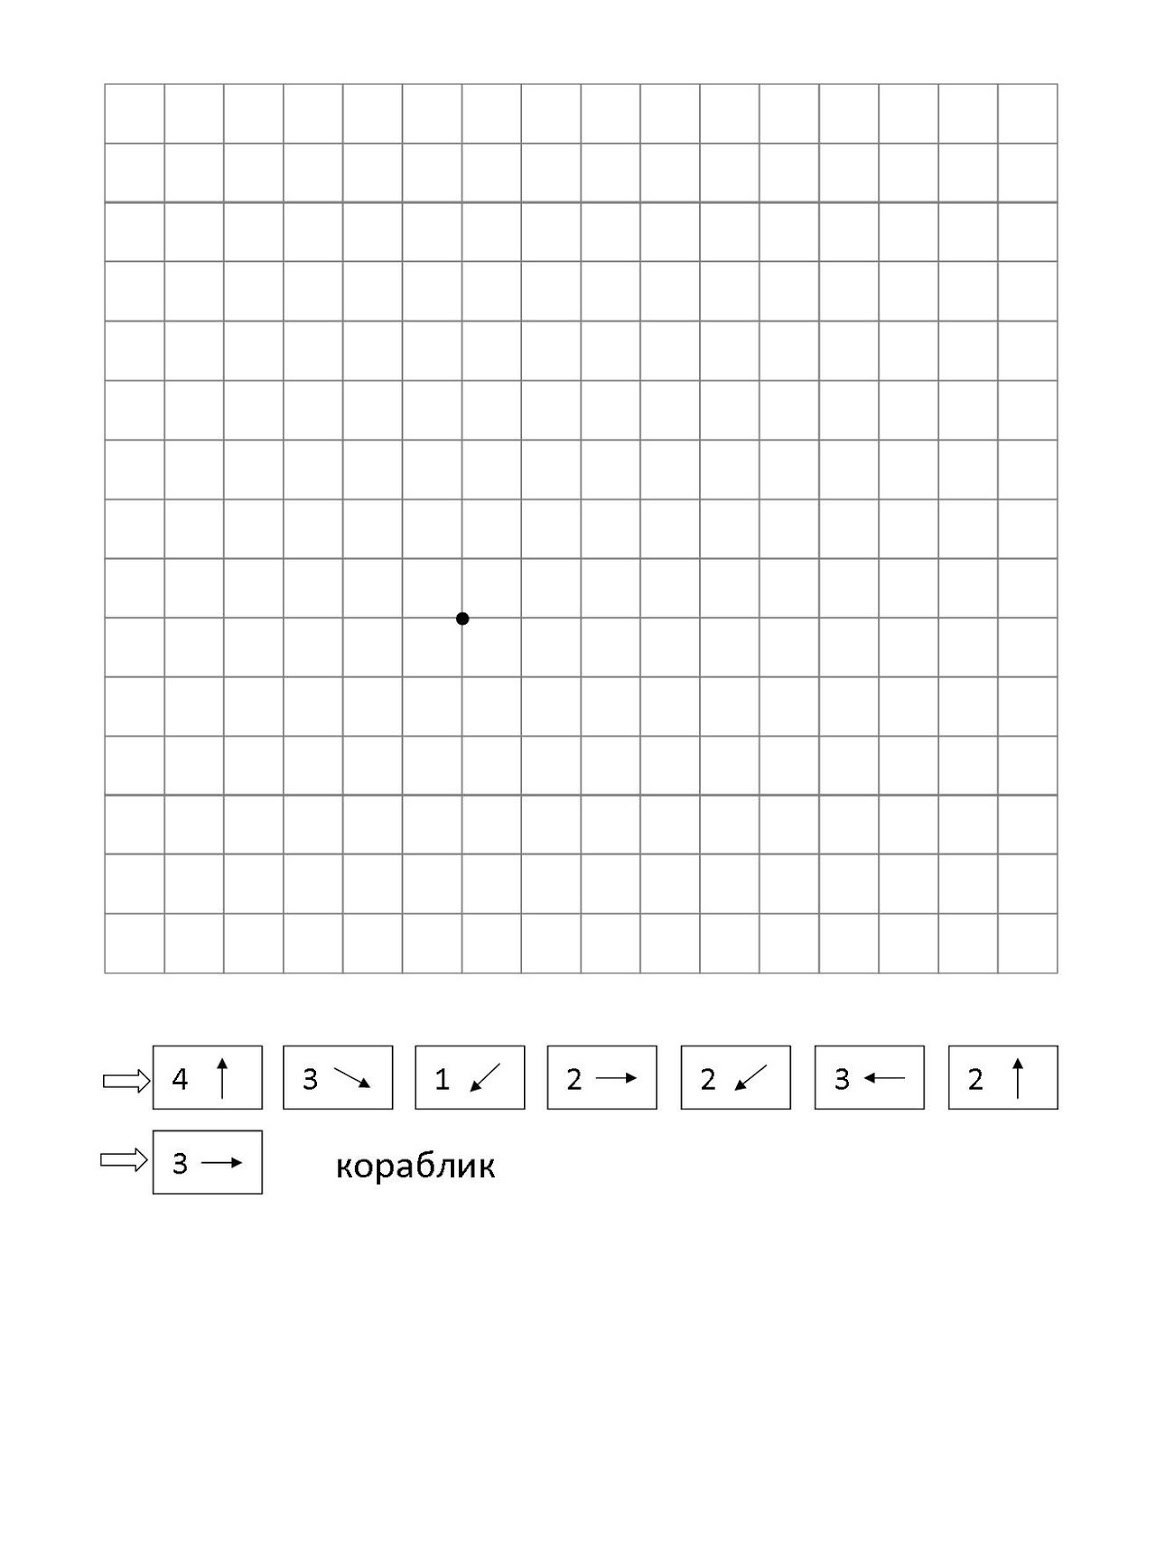 4 ↑ 3 ↘ 1 ↙ 2 → 2 ↙ 3 ← 2 ↑
3 → кораблик